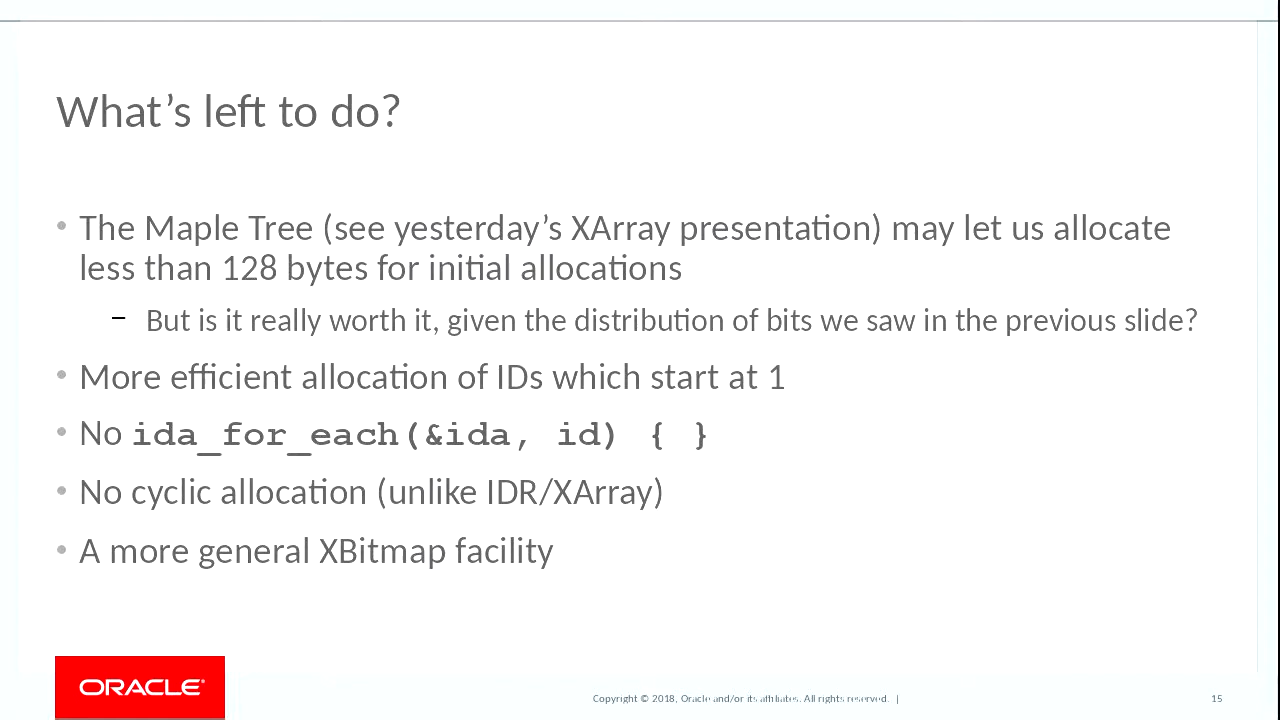 What’s left to do?
• The Maple Tree (see yesterday’s XArray presentation) may let us allocate
less than 128 bytes for initial allocations
– But is it really worth it, given the distribution of bits we saw in the previous slide?
• More efficient allocation of IDs which start at 1
• No ida_for_each(&ida, id) { }
• No cyclic allocation (unlike IDR/XArray)
• A more general XBitmap facility
ORACLE®
Copyright © 2018, Oracle and/or its affiliates. All rights reserved. |
15